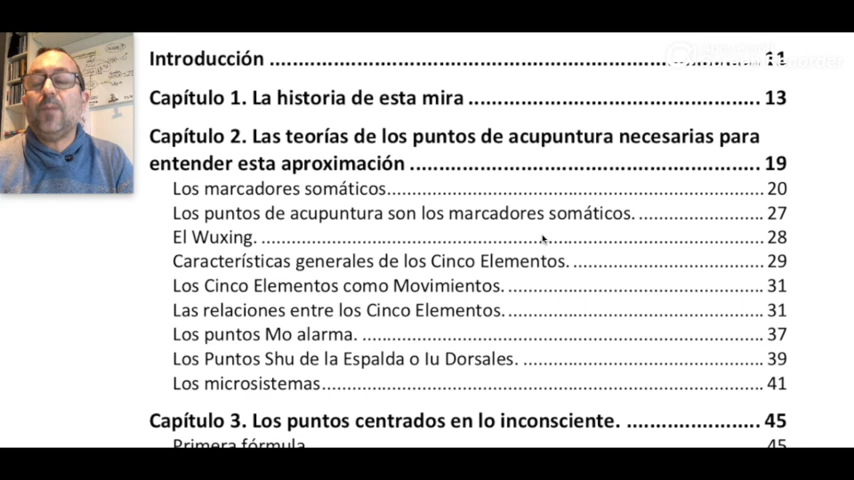 Introducción ................................................ 11
Capítulo 1. La historia de esta mira ................................................ 13
Capítulo 2. Las teorías de los puntos de acupuntura necesarias para
entender esta aproximación ................................................ 19
Los marcadores somáticos................................................ 20
Los puntos de acupuntura son los marcadores somáticos. ........................ 27
El Wuxing. ................................................ 28
Características generales de los Cinco Elementos. ................................ 29
Los Cinco Elementos como Movimientos. ................................ 31
Las relaciones entre los Cinco Elementos. ................................ 31
Los puntos Mo alarma. ................................................ 37
Los Puntos Shu de la Espalda o Iu Dorsales. ................................ 39
Los microsistemas................................................ 41
Capítulo 3. Los puntos centrados en lo inconsciente. ........................ 45
Primera fórmula ................................................ 45